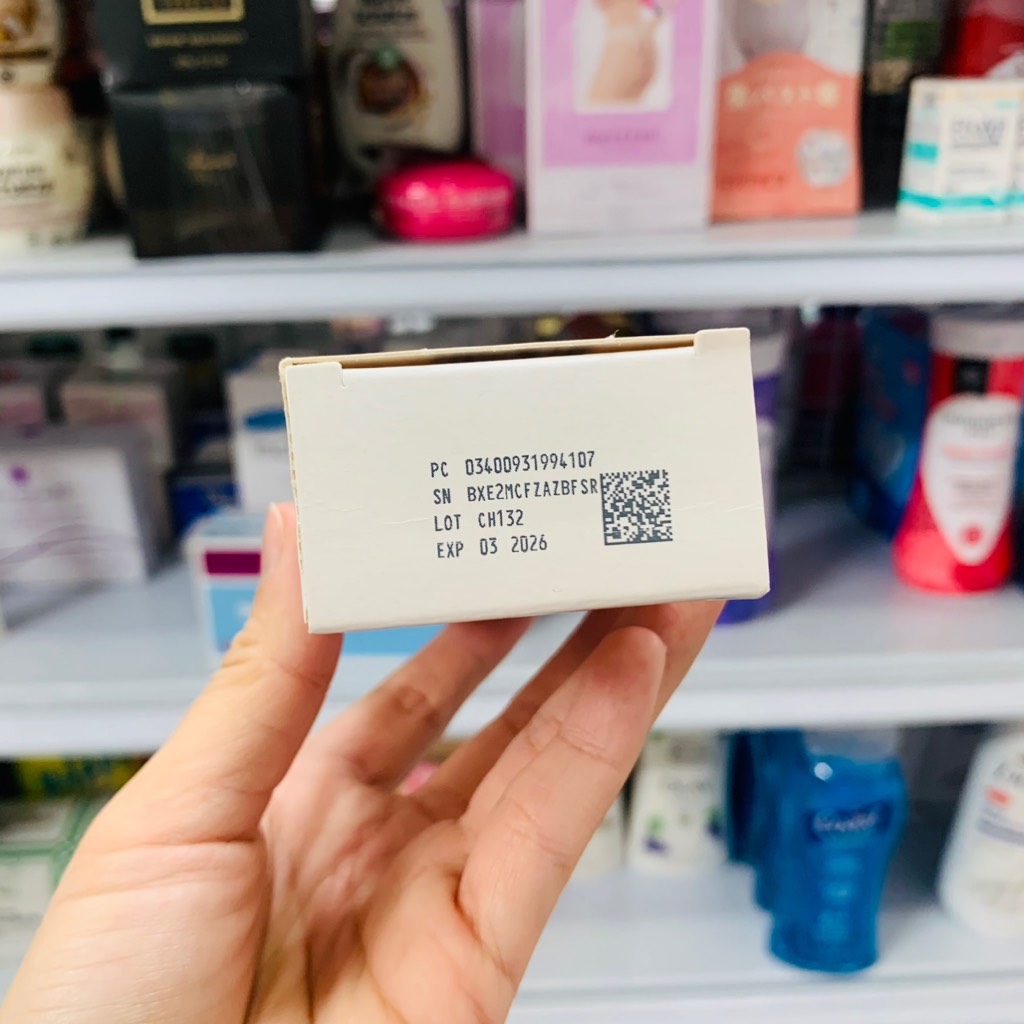 PC 03400931994107
SN BXE2MCFZAZBFSR
LOT CH132
EXP 03 2026